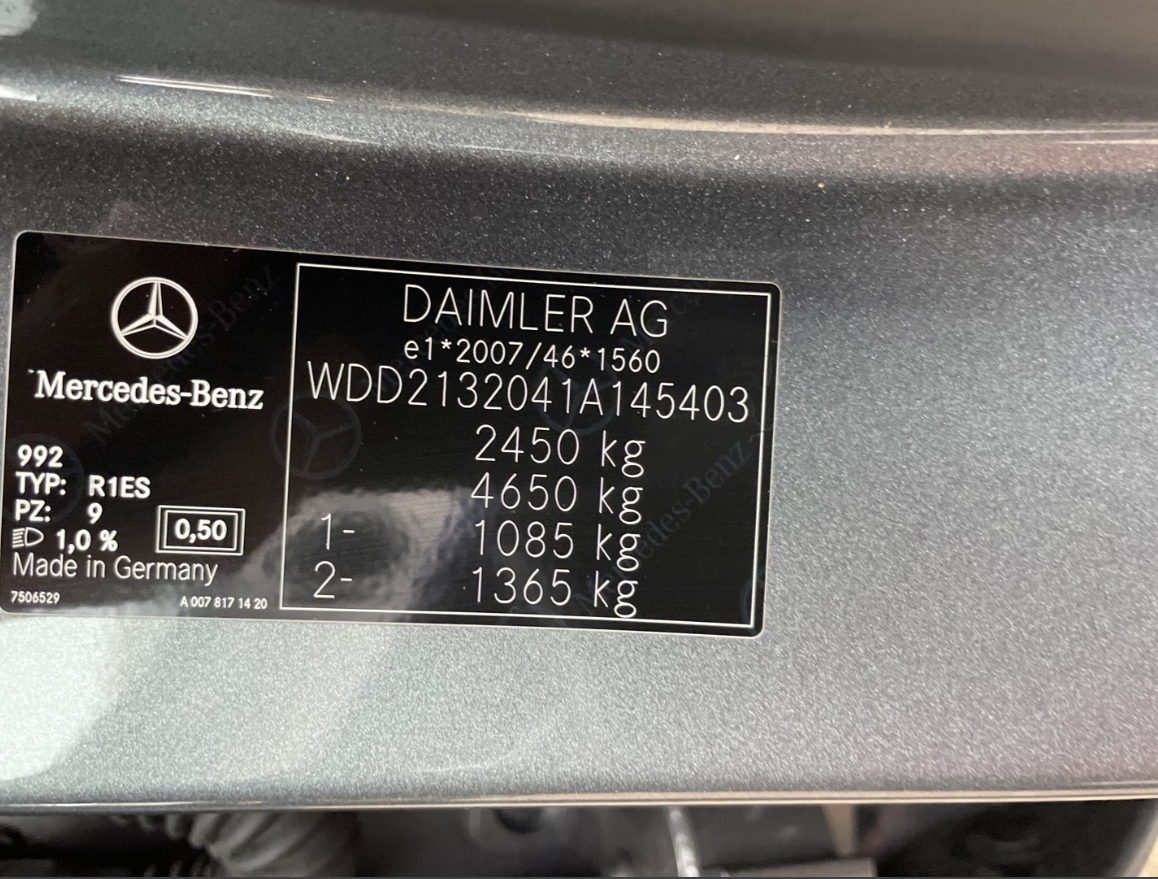 Mercedes-Benz
992
TYP: R1ES
PZ: 9
1,0 %
0,50
Made in Germany
7506529
A 007 817 14 20
DAIMLER AG
e1*2007/46*1560
WDD2132041A145403
2450 kg
4650 kg
1- 1085 kg
2- 1365 kg